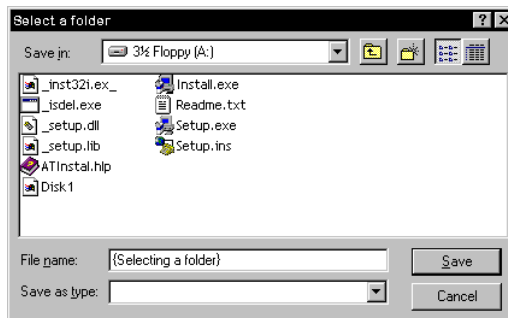 Select a folder
Save in: 3½ Floppy (A:)
_inst32i.ex_ Install.exe
_isdel.exe Readme.txt
_setup.dll Setup.exe
_setup.lib Setup.ins
ATInstal.hlp
Disk1
File name: {Selecting a folder} Save
Save as type: Cancel